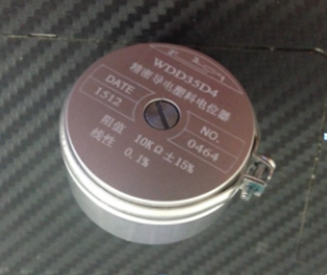 WDD35D4
精密导电塑料电位器
DATE
1512
NO.
0464
阻值 10KΩ±15%
线性 0.1%